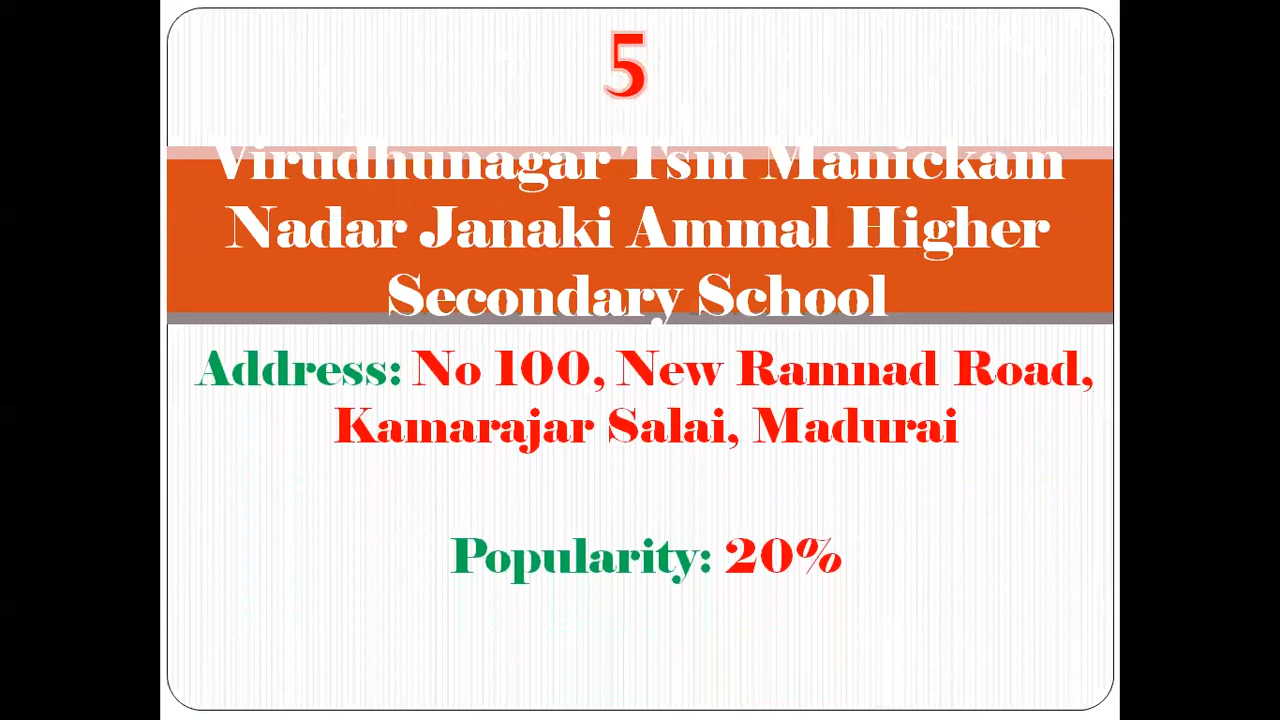 5
Virudhunagar Tsm Manickam
Nadar Janaki Ammal Higher
Secondary School
Address: No 100, New Ramnad Road,
Kamarajar Salai, Madurai
Popularity: 20%